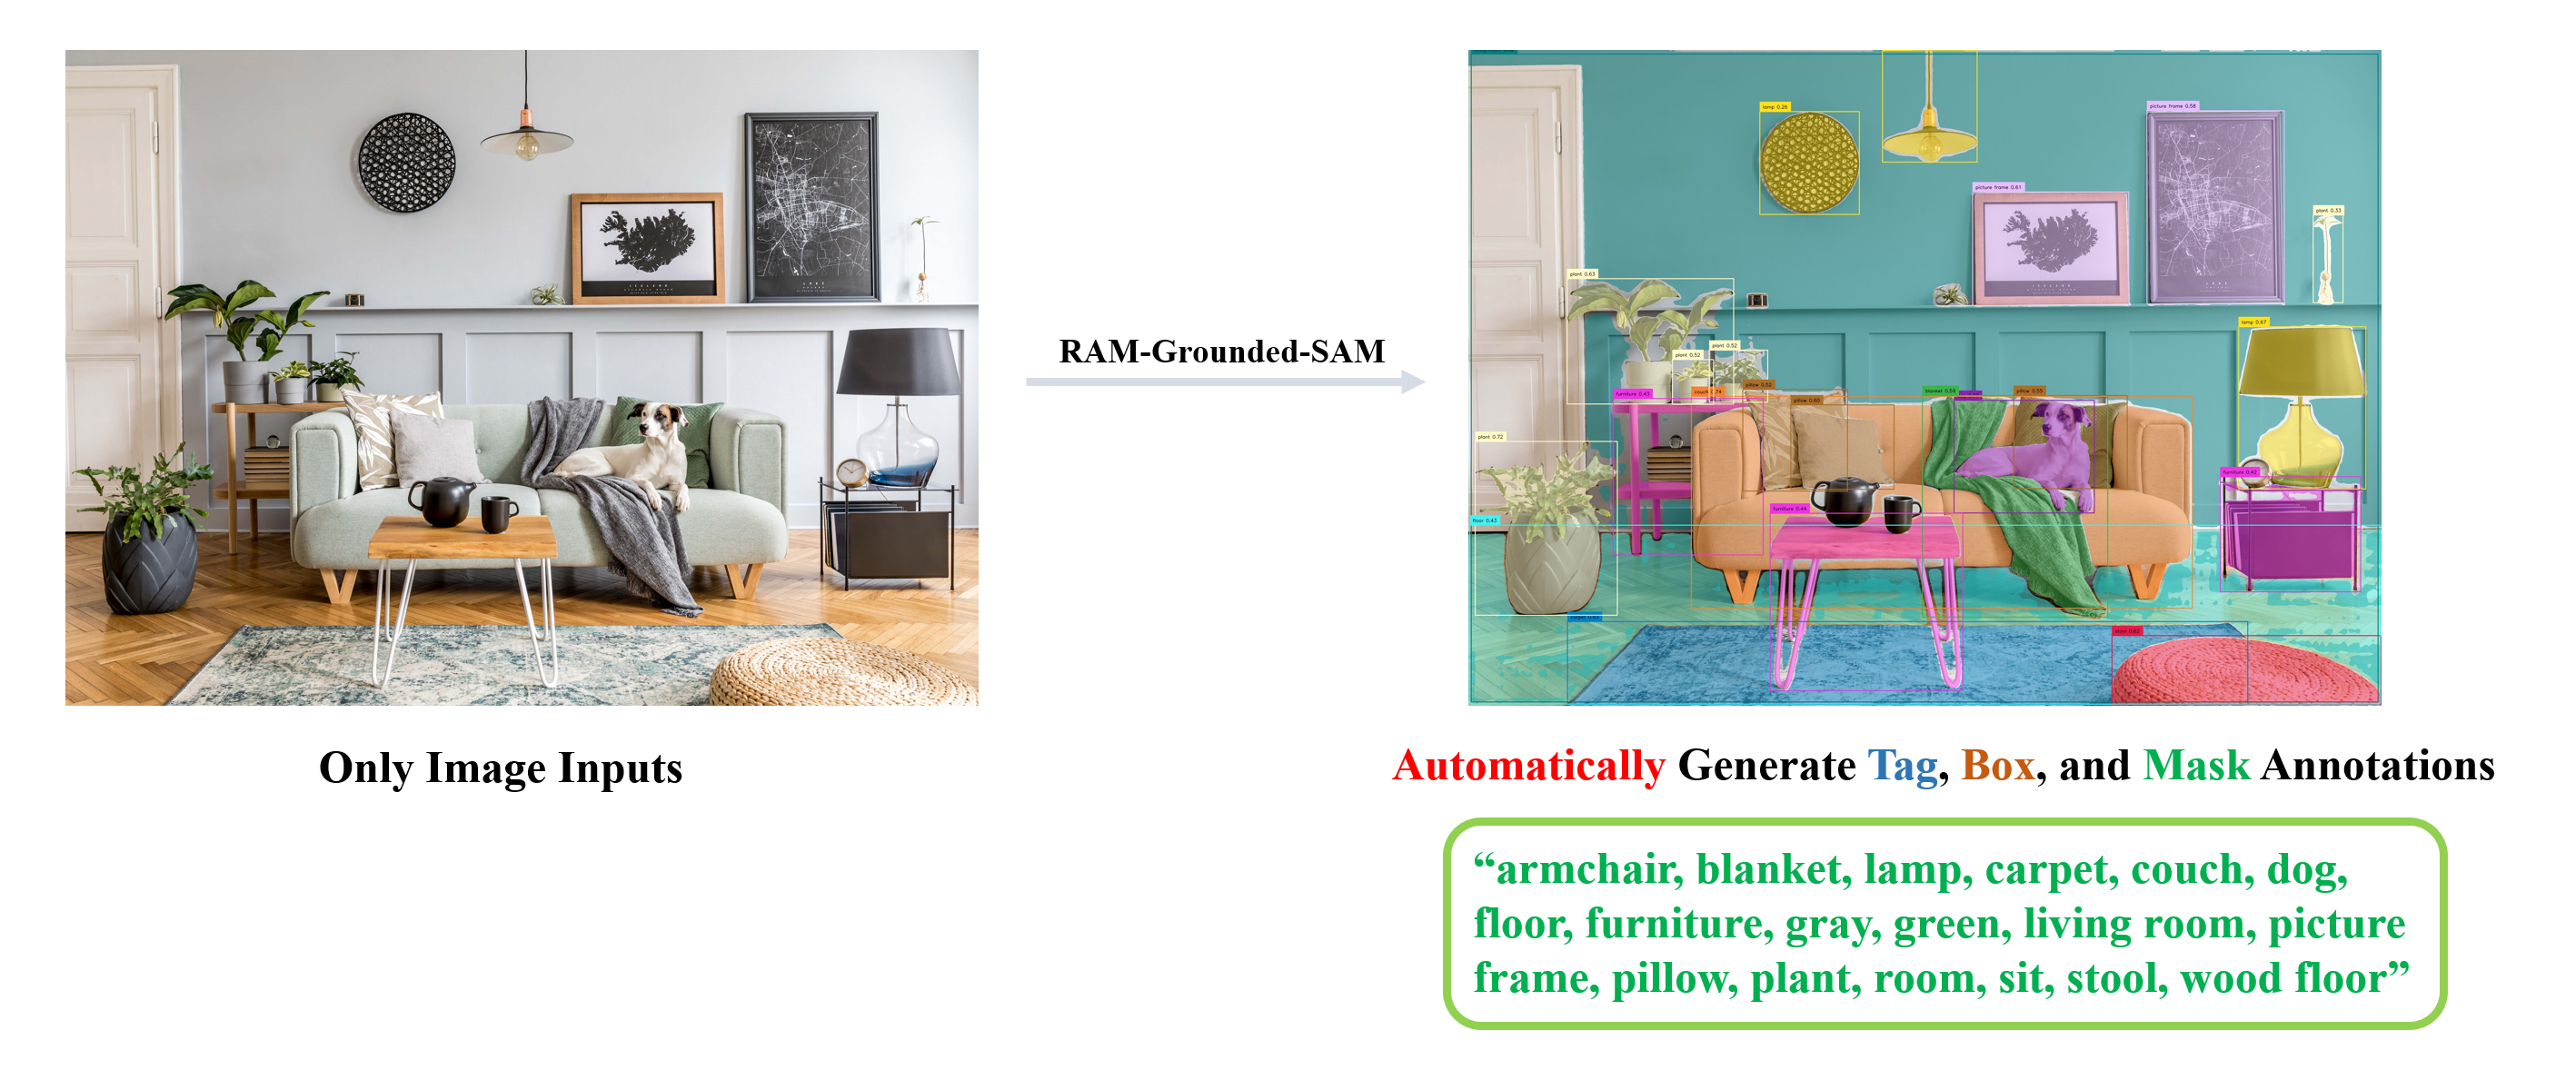 RAM-Grounded-SAM
lamp 0.26
picture frame 0.58
picture frame 0.61
plant 0.33
plant 0.63
lamp 0.67
plant 0.52
plant 0.52
pillow 0.52
furniture 0.43
couch 0.74
pillow 0.60
blanket 0.56
pillow 0.55
plant 0.72
furniture 0.42
furniture 0.44
floor 0.43
stool 0.62
ICELAND
Only Image Inputs
Automatically Generate Tag, Box, and Mask Annotations
“armchair, blanket, lamp, carpet, couch, dog,
floor, furniture, gray, green, living room, picture
frame, pillow, plant, room, sit, stool, wood floor”